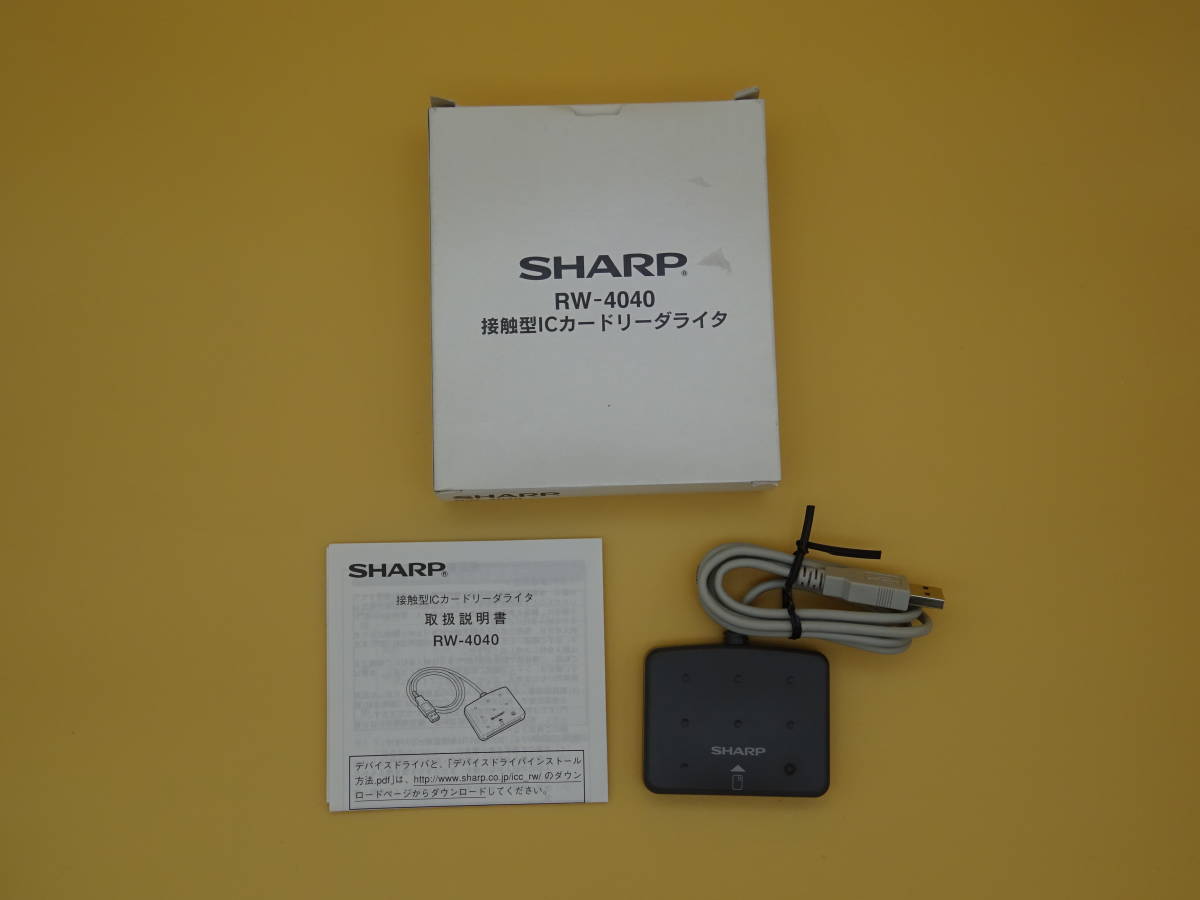 SHARP®
RW-4040
接触型ICカードリーダライタ
SHARP
SHARP®
接触型ICカードリーダライタ
取扱説明書
RW-4040
デバイスドライバと、「デバイスドライバインストール
方法.pdf」は、http://www.sharp.co.jp/icc_rw/ のダウン
ロードページからダウンロードしてください。
SHARP